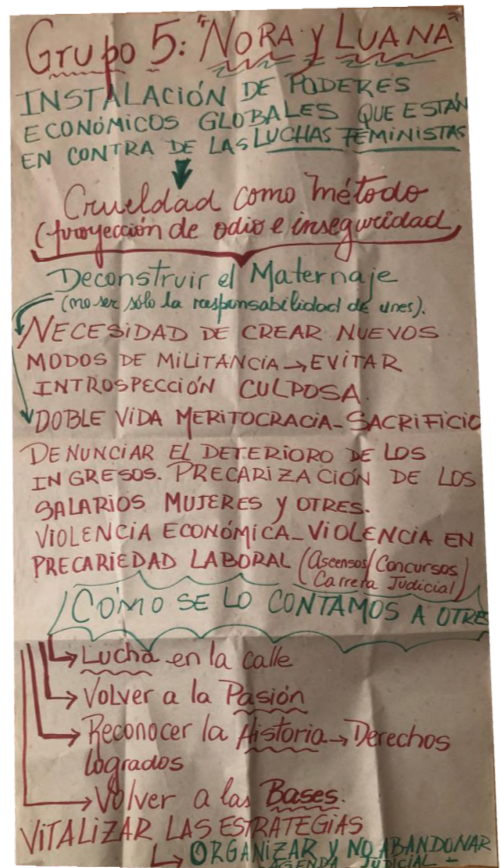 Grupo 5: "NORA y LUANA"
INSTALACIÓN DE PODERES
ECONÓMICOS GLOBALES QUE ESTÁN
EN CONTRA DE LAS LUCHAS FEMINISTAS
Crueldad como método
(proyección de odio e inseguridad)
Deconstruir el Maternaje
(no ser sólo la responsabilidad de unes).
NECESIDAD DE CREAR NUEVOS
MODOS DE MILITANCIA → EVITAR
INTROSPECCIÓN CULPOSA.
DOBLE VIDA MERITOCRACIA - SACRIFICIO
DENUNCIAR EL DETERIORO DE LOS
INGRESOS. PRECARIZACIÓN DE LOS
SALARIOS MUJERES Y OTRES.
VIOLENCIA ECONÓMICA - VIOLENCIA EN
PRECARIEDAD LABORAL (Ascensos/Concursos/
Carrera Judicial)
¿COMO SE LO CONTAMOS A OTRES
→ Lucha en la calle
→ Volver a la Pasión
→ Reconocer la Historia → Derechos
logrados
→ Volver a las Bases.
VITALIZAR LAS ESTRATEGIAS
→ ORGANIZAR Y NO ABANDONAR
AGENDA JUDICIAL -